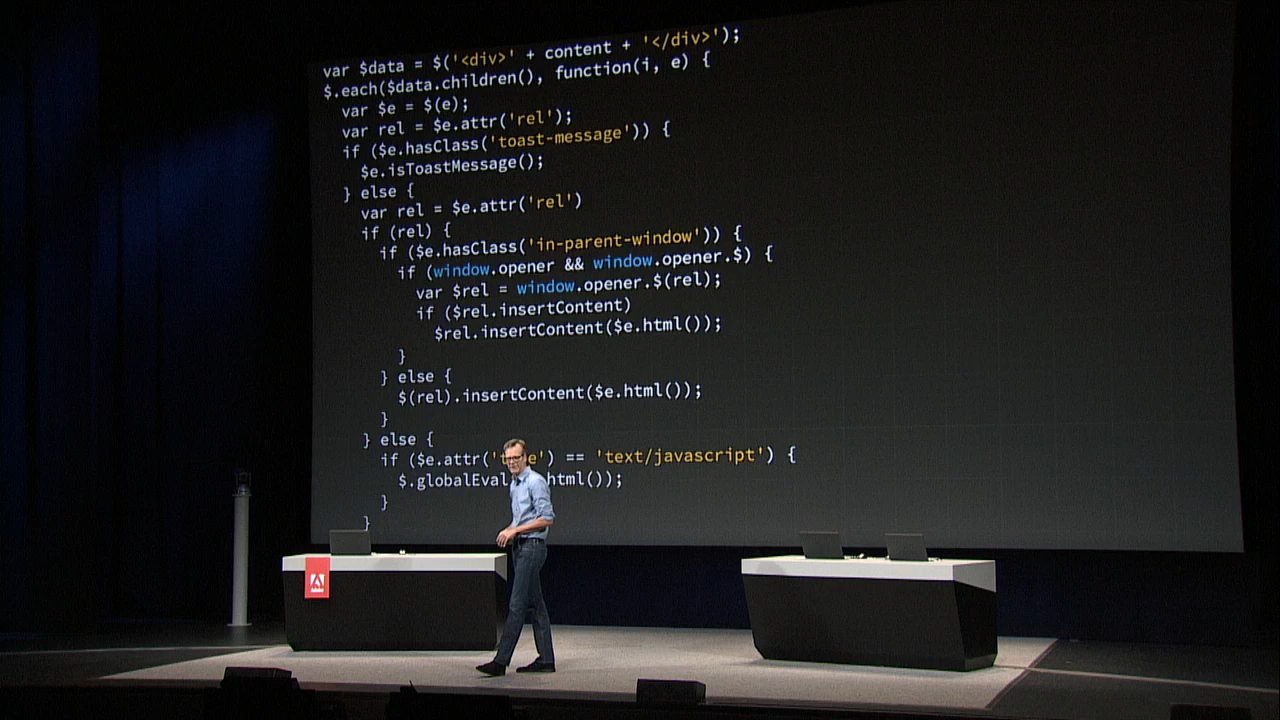 var $data = $('<div>' + content + '</div>');
$.each($data.children(), function(i, e) {
var $e = $(e);
var rel = $e.attr('rel');
if ($e.hasClass('toast-message')) {
$e.isToastMessage();
} else {
var rel = $e.attr('rel')
if (rel) {
if ($e.hasClass('in-parent-window')) {
if (window.opener && window.opener.$) {
var $rel = window.opener.$(rel);
if ($rel.insertContent)
$rel.insertContent($e.html());
}
} else {
$(rel).insertContent($e.html());
}
} else {
if ($e.attr(' e') == 'text/javascript') {
$.globalEval html());
}
}
Adobe